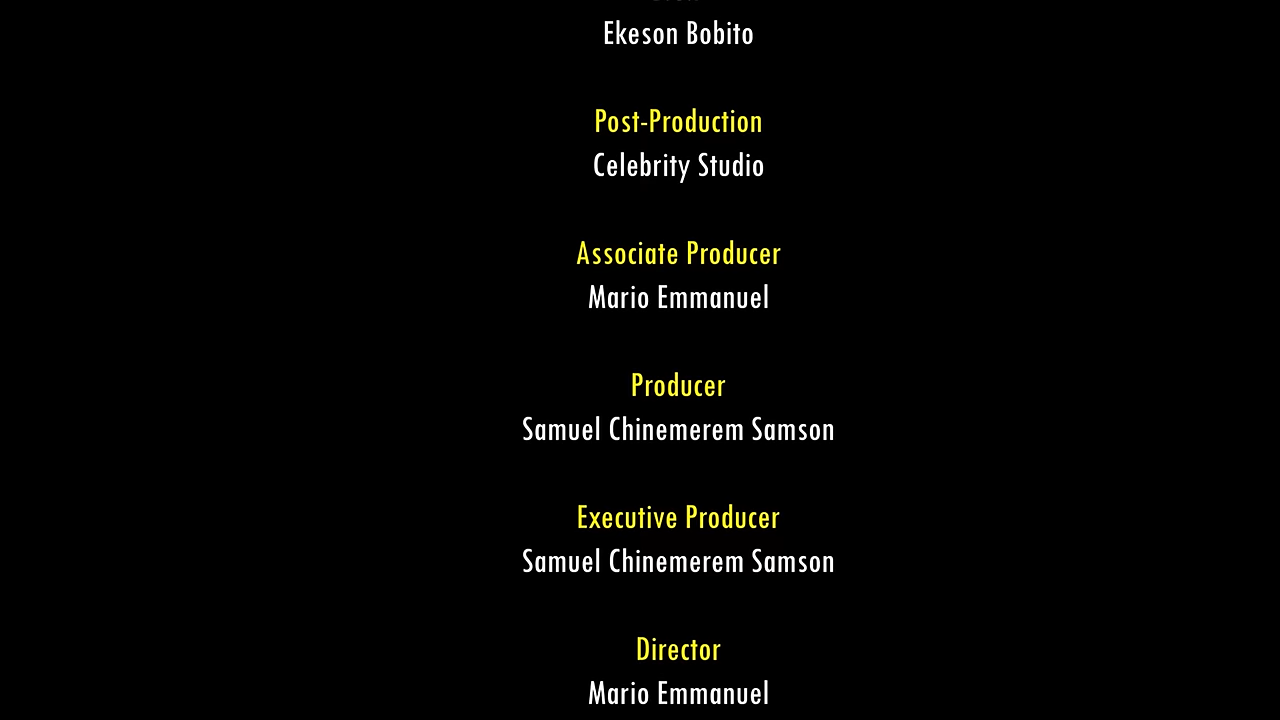 Ekeson Bobito
Post-Production
Celebrity Studio
Associate Producer
Mario Emmanuel
Producer
Samuel Chinemerem Samson
Executive Producer
Samuel Chinemerem Samson
Director
Mario Emmanuel